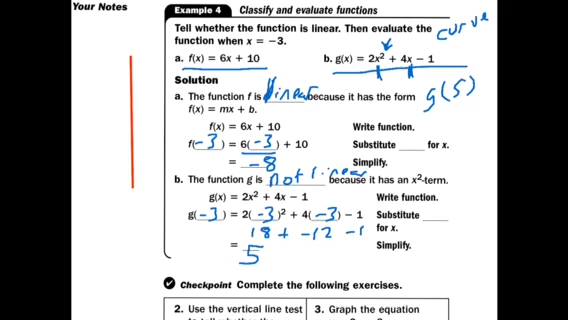 Your Notes
Example 4 Classify and evaluate functions
Tell whether the function is linear. Then evaluate the
function when x = −3.
curve
a. f(x) = 6x + 10 b. g(x) = 2x² + 4x − 1
Solution
g(5)
a. The function f is linear because it has the form
f(x) = mx + b.
f(x) = 6x + 10 Write function.
f(-3) = 6(-3) + 10 Substitute ____ for x.
= -8 Simplify.
b. The function g is not linear because it has an x²-term.
g(x) = 2x² + 4x − 1 Write function.
g(-3) = 2(-3)² + 4(-3) − 1 Substitute ____
for x.
18 + -12 -1
= 5 Simplify.
Checkpoint Complete the following exercises.
2. Use the vertical line test 3. Graph the equation